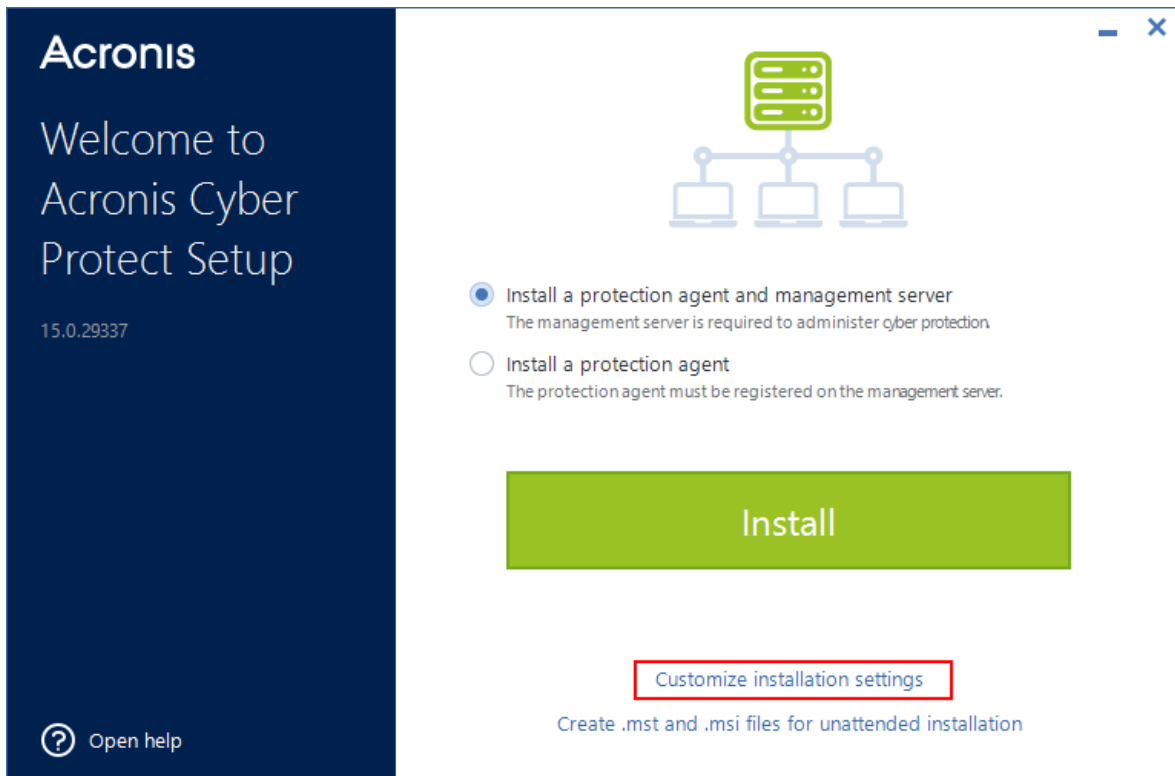 Acronis
Welcome to
Acronis Cyber
Protect Setup
15.0.29337
Install a protection agent and management server
The management server is required to administer cyber protection.
Install a protection agent
The protection agent must be registered on the management server.
Install
Customize installation settings
Create .mst and .msi files for unattended installation
? Open help